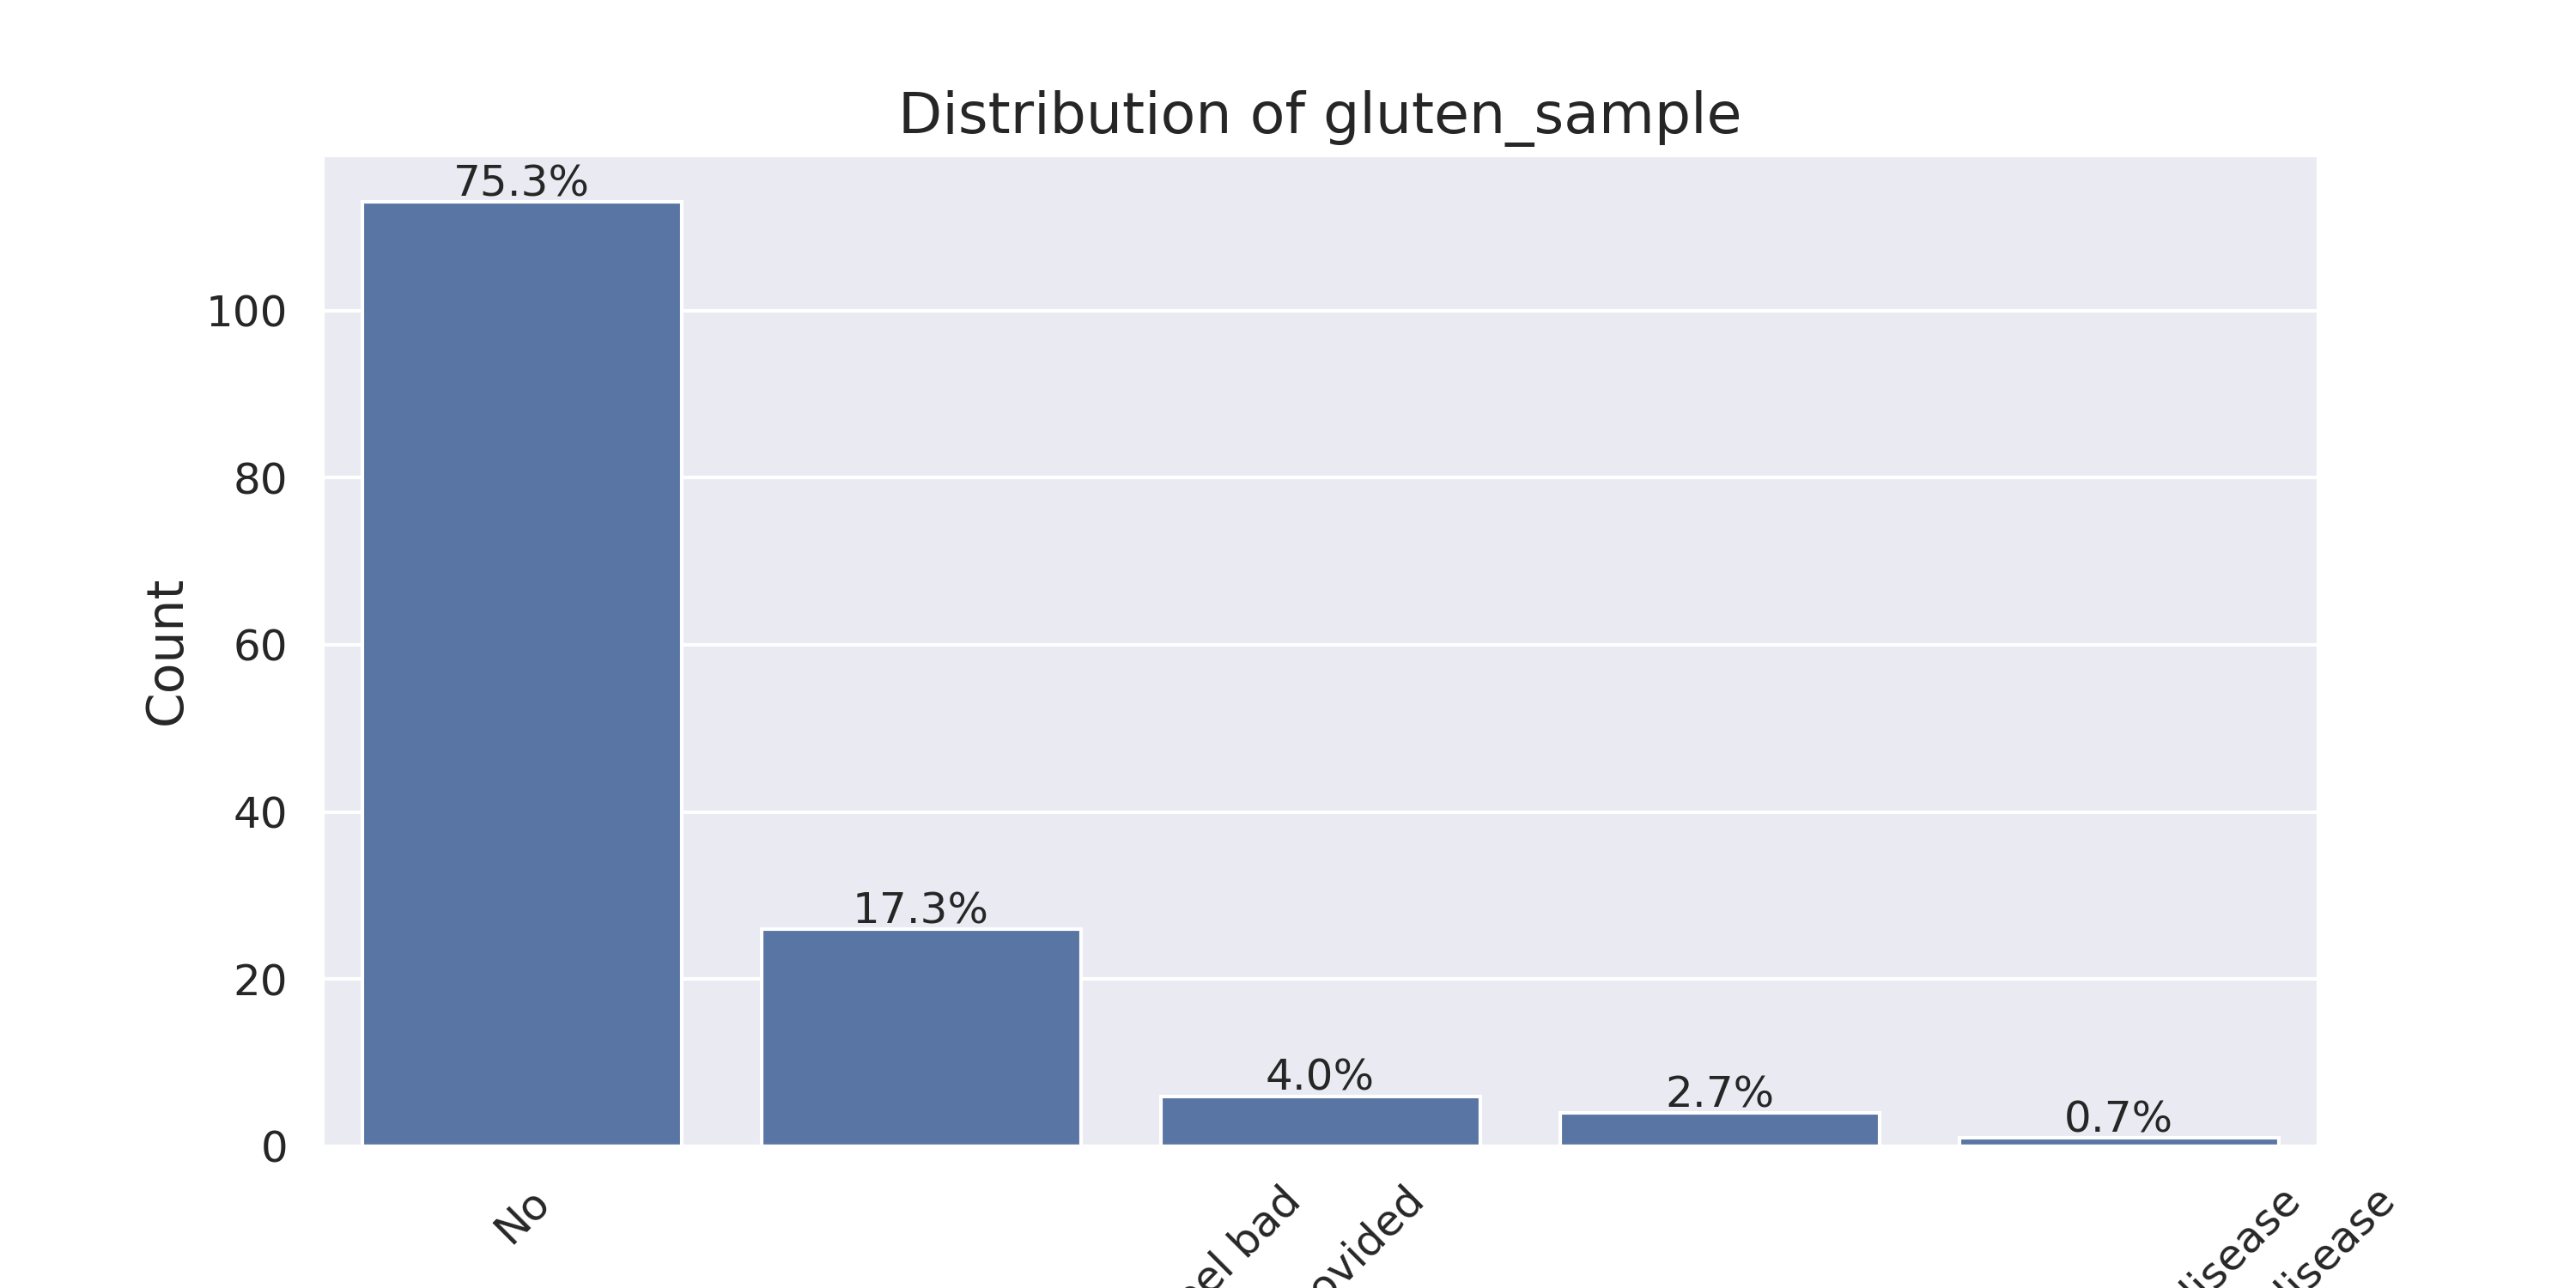 Distribution of gluten_sample
75.3%
17.3%
4.0%
2.7%
0.7%
100
80
60
40
20
0
Count
No
bad